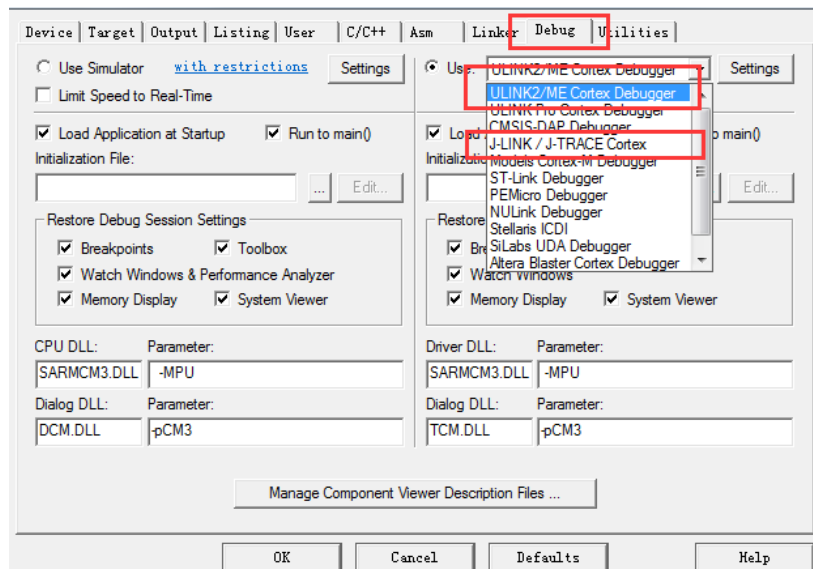 Device Target Output Listing User C/C++ Asm Linker Debug Utilities
Use Simulator with restrictions Settings
Limit Speed to Real-Time
Load Application at Startup Run to main()
Initialization File:
... Edit...
Restore Debug Session Settings
Breakpoints Toolbox
Watch Windows & Performance Analyzer
Memory Display System Viewer
CPU DLL: Parameter:
SARMCM3.DLL -MPU
Dialog DLL: Parameter:
DCM.DLL -pCM3
Use: ULINK2/ME Cortex Debugger Settings
ULINK2/ME Cortex Debugger
ULINK Pro Cortex Debugger
CMSIS-DAP Debugger
J-LINK / J-TRACE Cortex
Models Cortex-M Debugger
ST-Link Debugger
PEMicro Debugger
NULink Debugger
Stellaris ICDI
SiLabs UDA Debugger
Altera Blaster Cortex Debugger
main()
Edit...
Restore
Watch Windows
Memory Display System Viewer
Driver DLL: Parameter:
SARMCM3.DLL -MPU
Dialog DLL: Parameter:
TCM.DLL -pCM3
Manage Component Viewer Description Files ...
OK Cancel Defaults Help